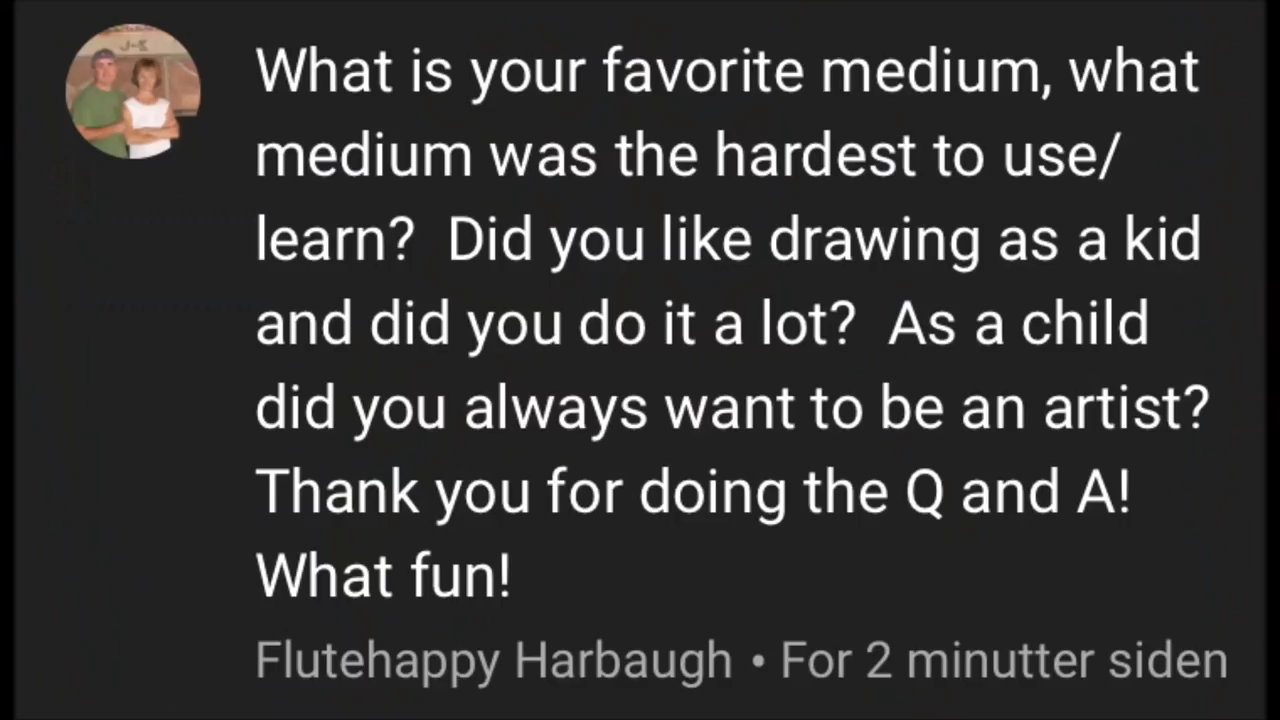 What is your favorite medium, what
medium was the hardest to use/
learn?  Did you like drawing as a kid
and did you do it a lot?  As a child
did you always want to be an artist?
Thank you for doing the Q and A!
What fun!
Flutehappy Harbaugh • For 2 minutter siden